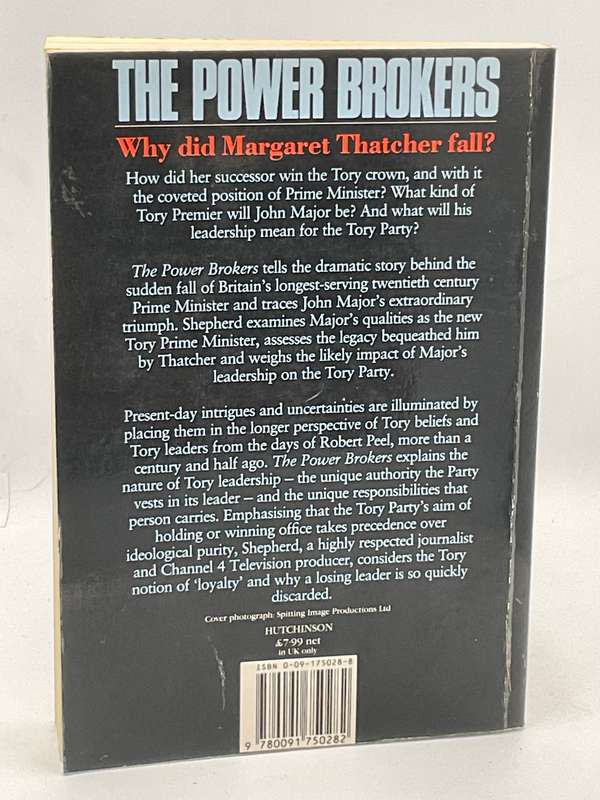 THE POWER BROKERS
Why did Margaret Thatcher fall?
How did her successor win the Tory crown, and with it
the coveted position of Prime Minister? What kind of
Tory Premier will John Major be? And what will his
leadership mean for the Tory Party?
The Power Brokers tells the dramatic story behind the
sudden fall of Britain's longest-serving twentieth century
Prime Minister and traces John Major's extraordinary
triumph. Shepherd examines Major's qualities as the new
Tory Prime Minister, assesses the legacy bequeathed him
by Thatcher and weighs the likely impact of Major's
leadership on the Tory Party.
Present-day intrigues and uncertainties are illuminated by
placing them in the longer perspective of Tory beliefs and
Tory leaders from the days of Robert Peel, more than a
century and half ago. The Power Brokers explains the
nature of Tory leadership – the unique authority the Party
vests in its leader – and the unique responsibilities that
person carries. Emphasising that the Tory Party's aim of
holding or winning office takes precedence over
ideological purity, Shepherd, a highly respected journalist
and Channel 4 Television producer, considers the Tory
notion of 'loyalty' and why a losing leader is so quickly
discarded.
Cover photograph: Spitting Image Productions Ltd
HUTCHINSON
£7·99 net
in UK only
ISBN 0-09-175028-8
9 780091 750282